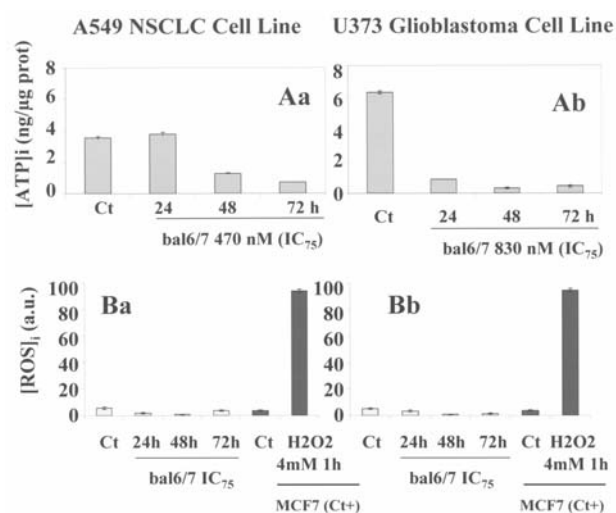 A549 NSCLC Cell Line
U373 Glioblastoma Cell Line
[ATP]i (ng/µg prot)
8
6
4
2
0
Aa
Ct 24 48 72 h
bal6/7 470 nM (IC75)
8
6
4
2
0
Ab
Ct 24 48 72 h
bal6/7 830 nM (IC75)
[ROS]i (a.u.)
100
80
60
40
20
0
Ba
Ct 24h 48h 72h Ct H2O2
4mM 1h
bal6/7 IC75
MCF7 (Ct+)
100
80
60
40
20
0
Bb
Ct 24h 48h 72h Ct H2O2
4mM 1h
bal6/7 IC75
MCF7 (Ct+)